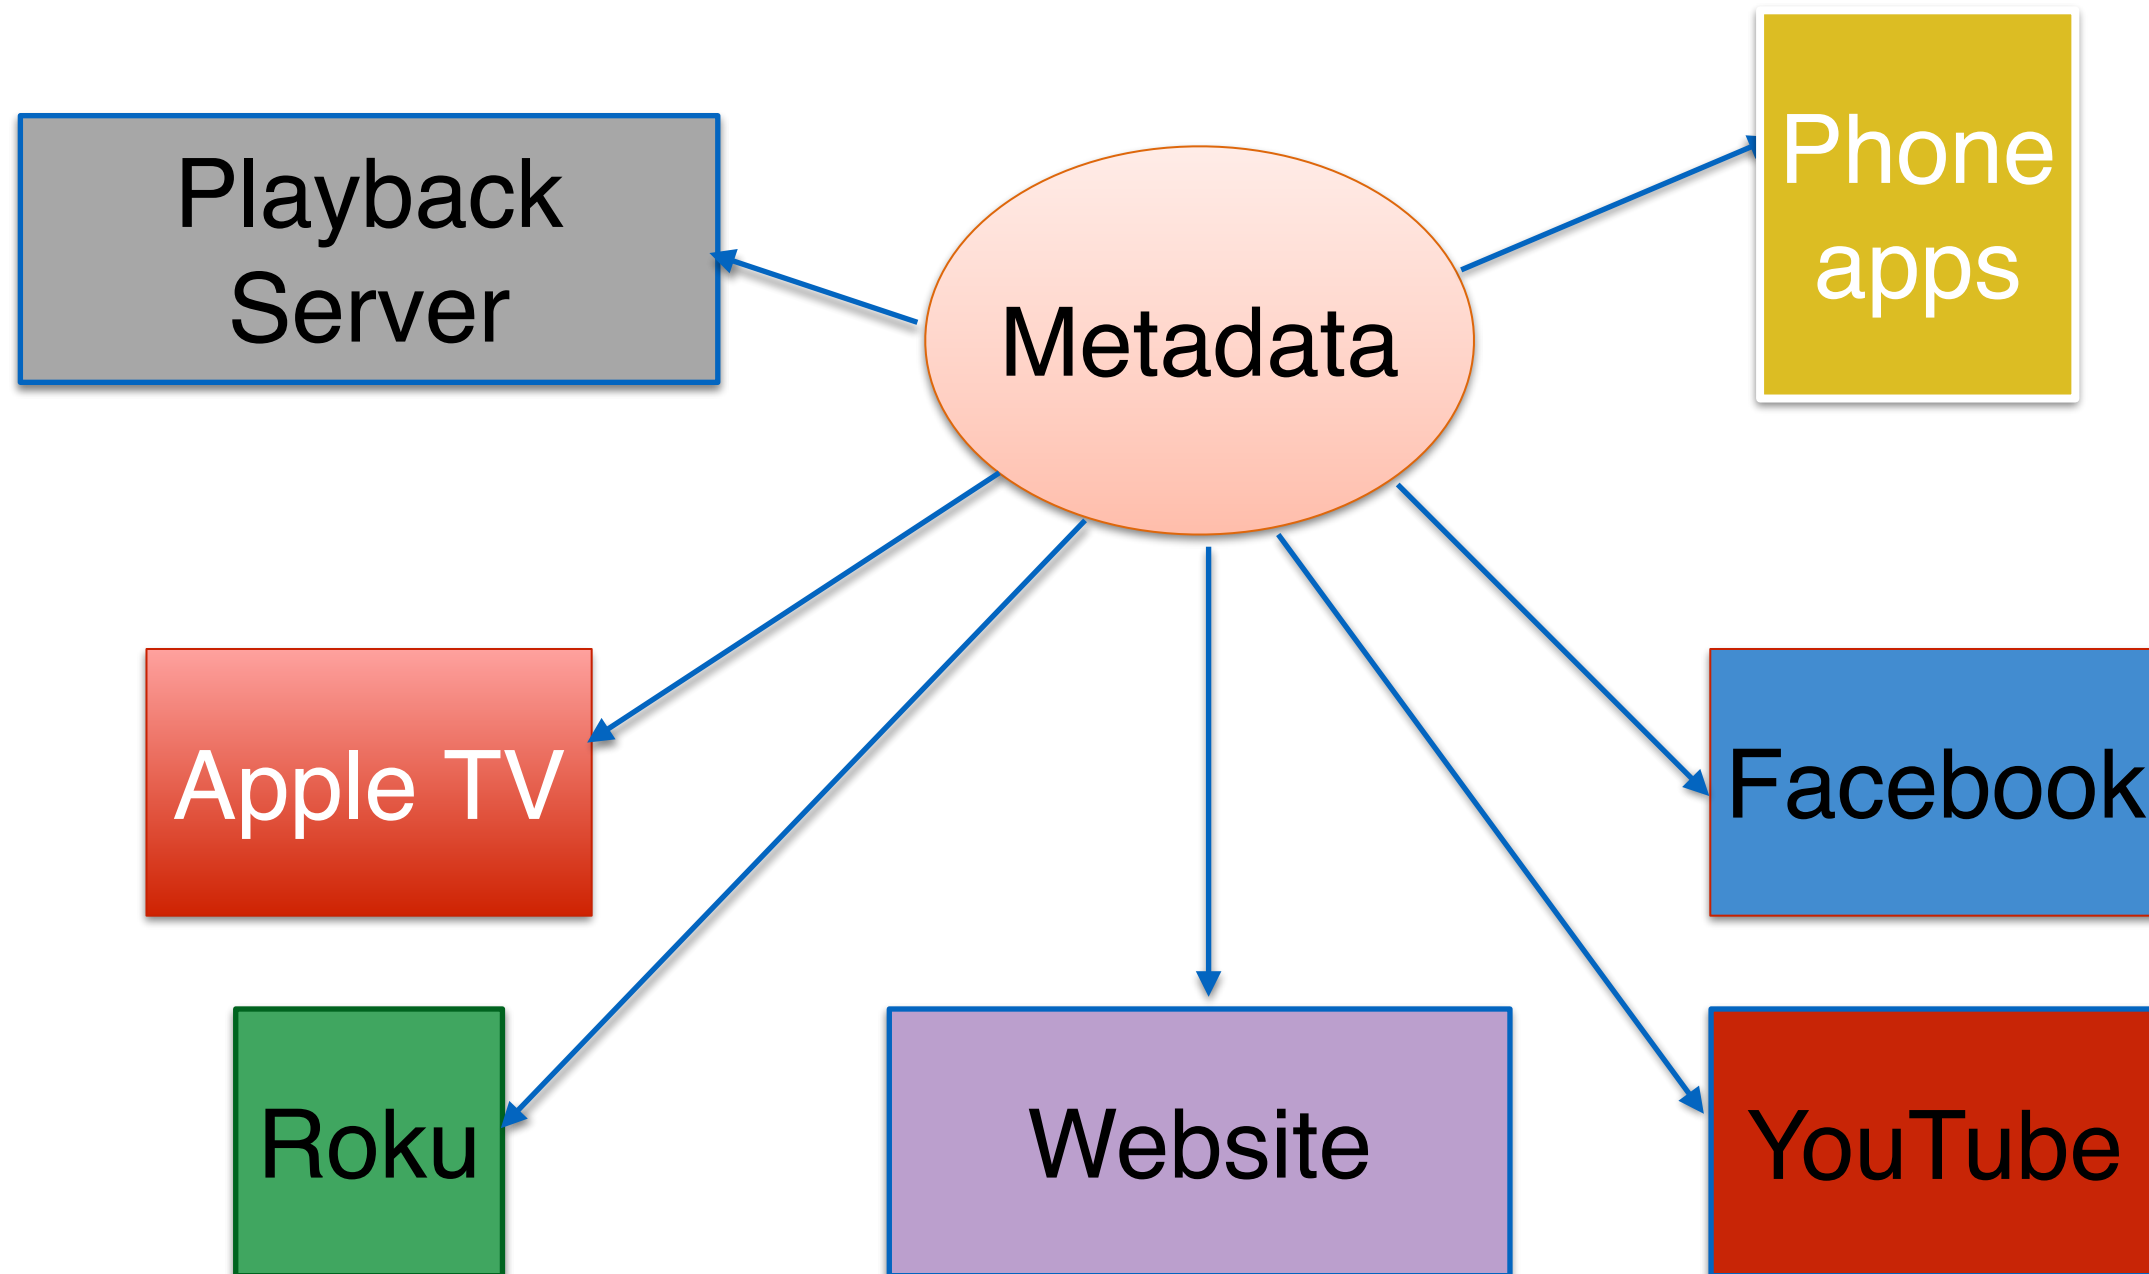 Playback
Server
Metadata
Phone
apps
Apple TV
Facebook
Roku
Website
YouTube